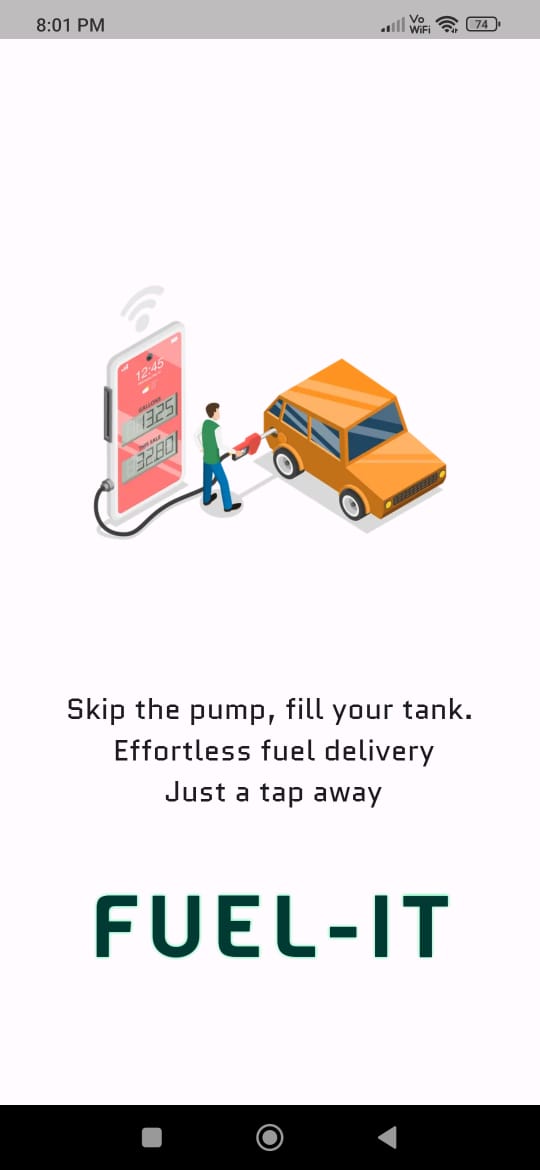 8:01 PM
Vo
WiFi
74
12:45
GALLONS
13.25
32.80
Skip the pump, fill your tank.
Effortless fuel delivery
Just a tap away
FUEL-IT